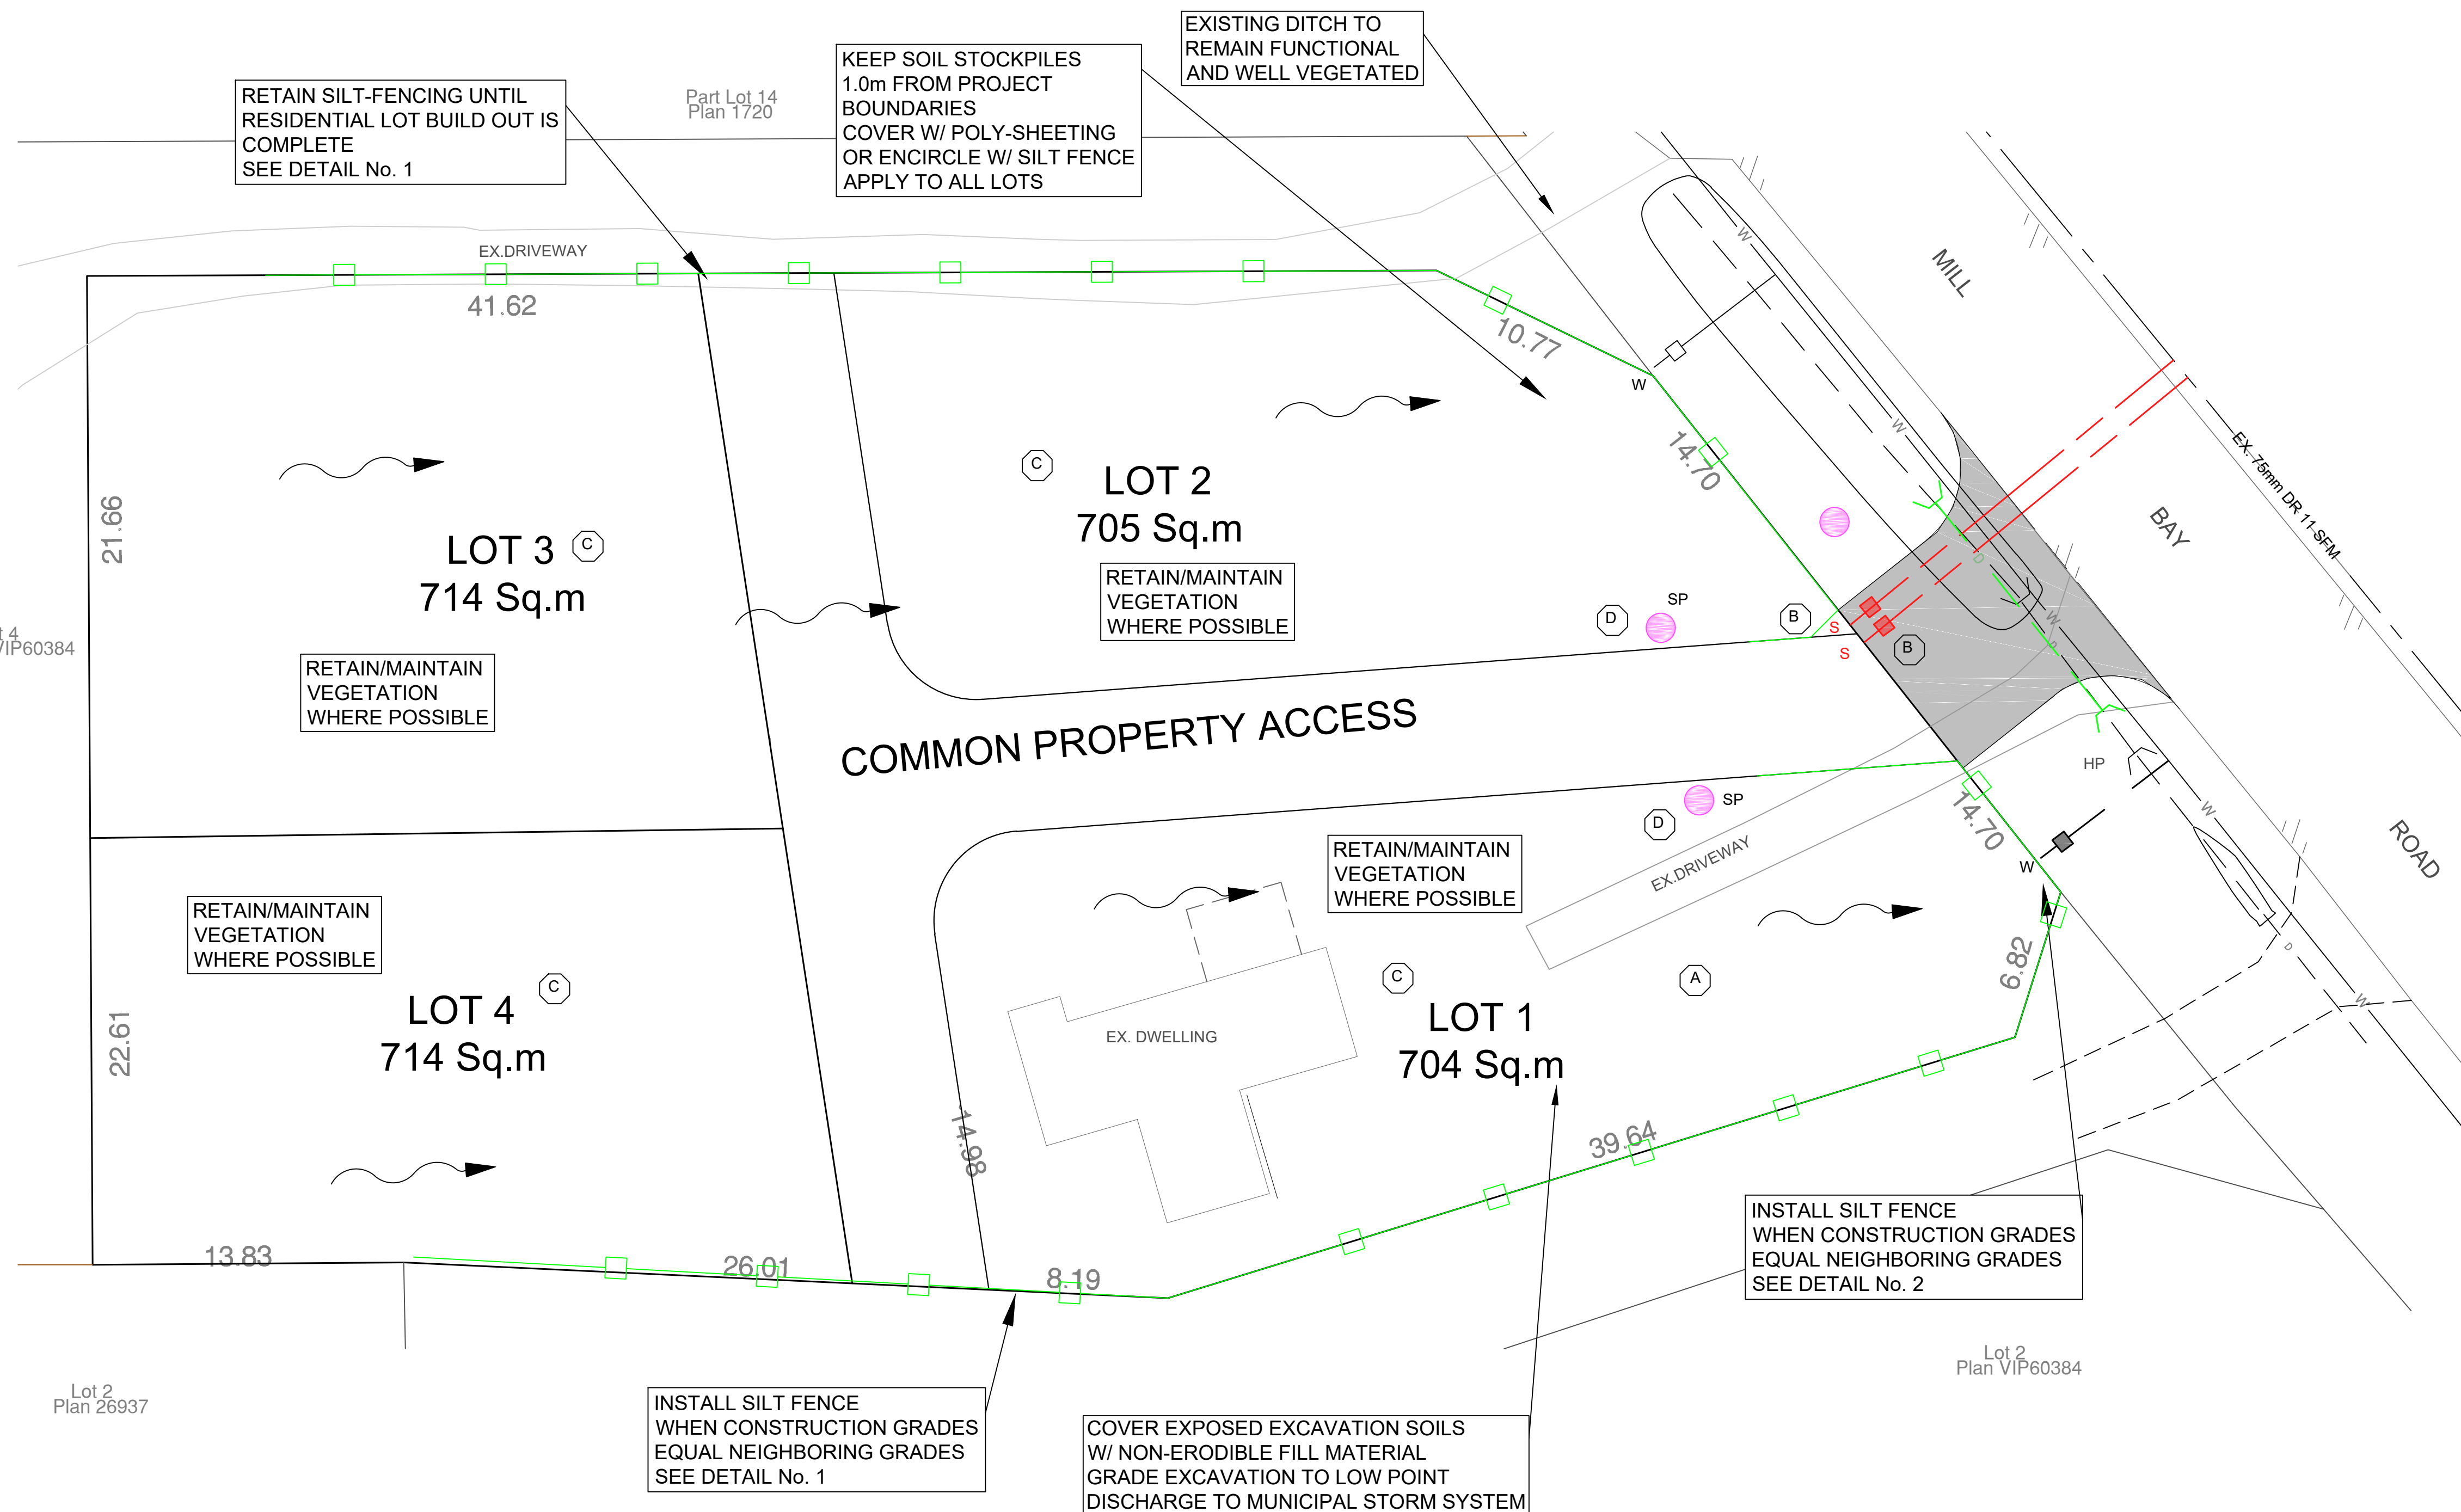 EXISTING DITCH TO
REMAIN FUNCTIONAL
AND WELL VEGETATED
KEEP SOIL STOCKPILES
1.0m FROM PROJECT
BOUNDARIES
COVER W/ POLY-SHEETING
OR ENCIRCLE W/ SILT FENCE
APPLY TO ALL LOTS
RETAIN SILT-FENCING UNTIL
RESIDENTIAL LOT BUILD OUT IS
COMPLETE
SEE DETAIL No. 1
Part Lot 14
Plan 1720
EX.DRIVEWAY
41.62
10.77
14.70
W
W
W
MILL
BAY
ROAD
EX. 75mm DR 11 SFM
21.66
C
LOT 2
705 Sq.m
RETAIN/MAINTAIN
VEGETATION
WHERE POSSIBLE
LOT 3
C
714 Sq.m
RETAIN/MAINTAIN
VEGETATION
WHERE POSSIBLE
t 4
VIP60384
D
SP
B
S
S
B
D
W
COMMON PROPERTY ACCESS
HP
SP
D
14.70
W
W
EX.DRIVEWAY
RETAIN/MAINTAIN
VEGETATION
WHERE POSSIBLE
RETAIN/MAINTAIN
VEGETATION
WHERE POSSIBLE
C
LOT 4
714 Sq.m
22.61
EX. DWELLING
C
A
LOT 1
704 Sq.m
6.82
D
W
14.98
39.64
13.83
26.01
8.19
INSTALL SILT FENCE
WHEN CONSTRUCTION GRADES
EQUAL NEIGHBORING GRADES
SEE DETAIL No. 2
Lot 2
Plan VIP60384
Lot 2
Plan 26937
INSTALL SILT FENCE
WHEN CONSTRUCTION GRADES
EQUAL NEIGHBORING GRADES
SEE DETAIL No. 1
COVER EXPOSED EXCAVATION SOILS
W/ NON-ERODIBLE FILL MATERIAL
GRADE EXCAVATION TO LOW POINT
DISCHARGE TO MUNICIPAL STORM SYSTEM